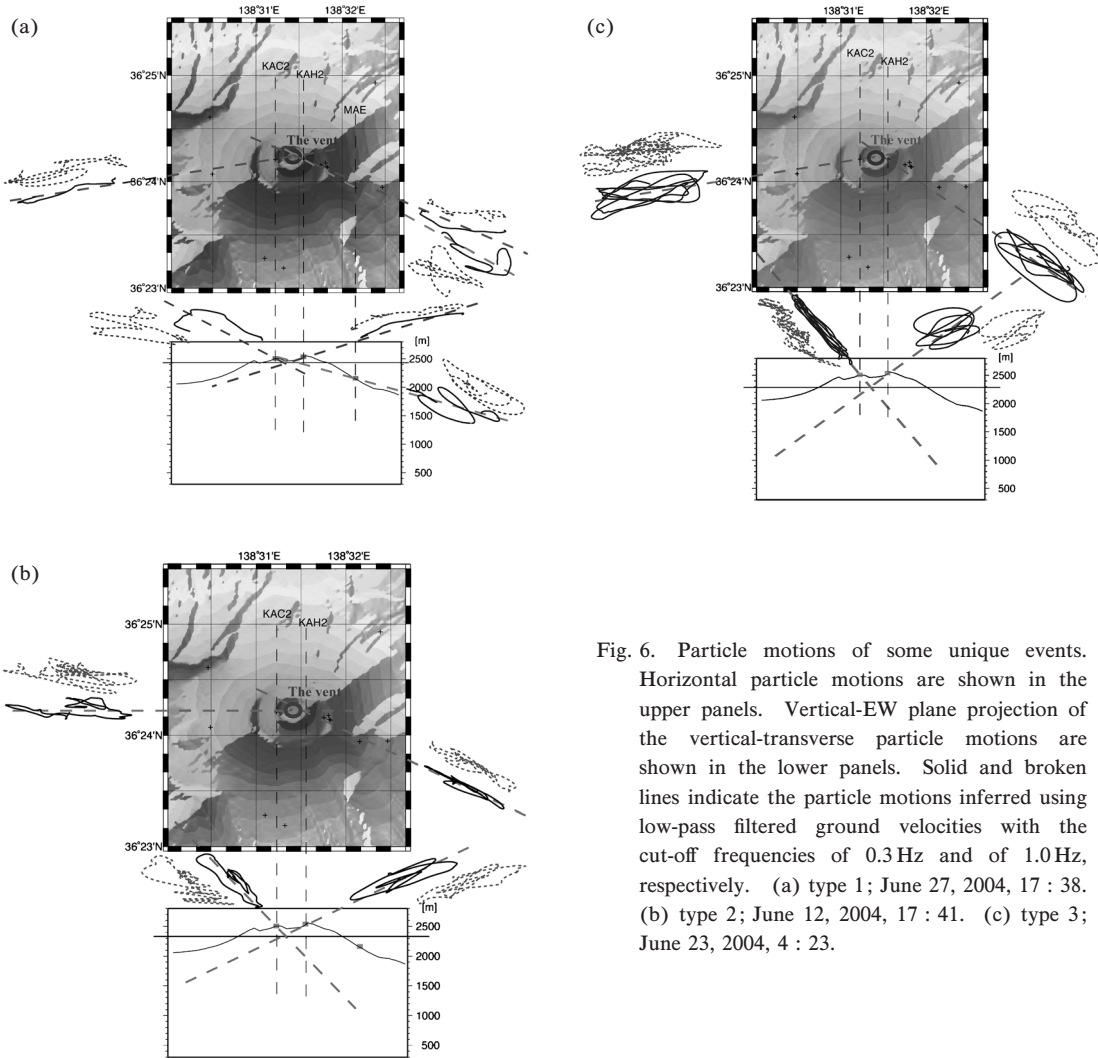 (a)
138°31'E 138°32'E
KAC2
KAH2
MAE
The vent
36°25'N
36°24'N
36°23'N
[m]
2500
2000
1500
1000
500
(c)
138°31'E 138°32'E
KAC2
KAH2
The vent
36°25'N
36°24'N
36°23'N
[m]
2500
2000
1500
1000
500
(b)
138°31'E 138°32'E
KAC2
KAH2
The vent
36°25'N
36°24'N
36°23'N
[m]
2500
2000
1500
1000
500
Fig. 6. Particle motions of some unique events.
Horizontal particle motions are shown in the
upper panels. Vertical-EW plane projection of
the vertical-transverse particle motions are
shown in the lower panels. Solid and broken
lines indicate the particle motions inferred using
low-pass filtered ground velocities with the
cut-off frequencies of 0.3 Hz and of 1.0 Hz,
respectively. (a) type 1; June 27, 2004, 17 : 38.
(b) type 2; June 12, 2004, 17 : 41. (c) type 3;
June 23, 2004, 4 : 23.